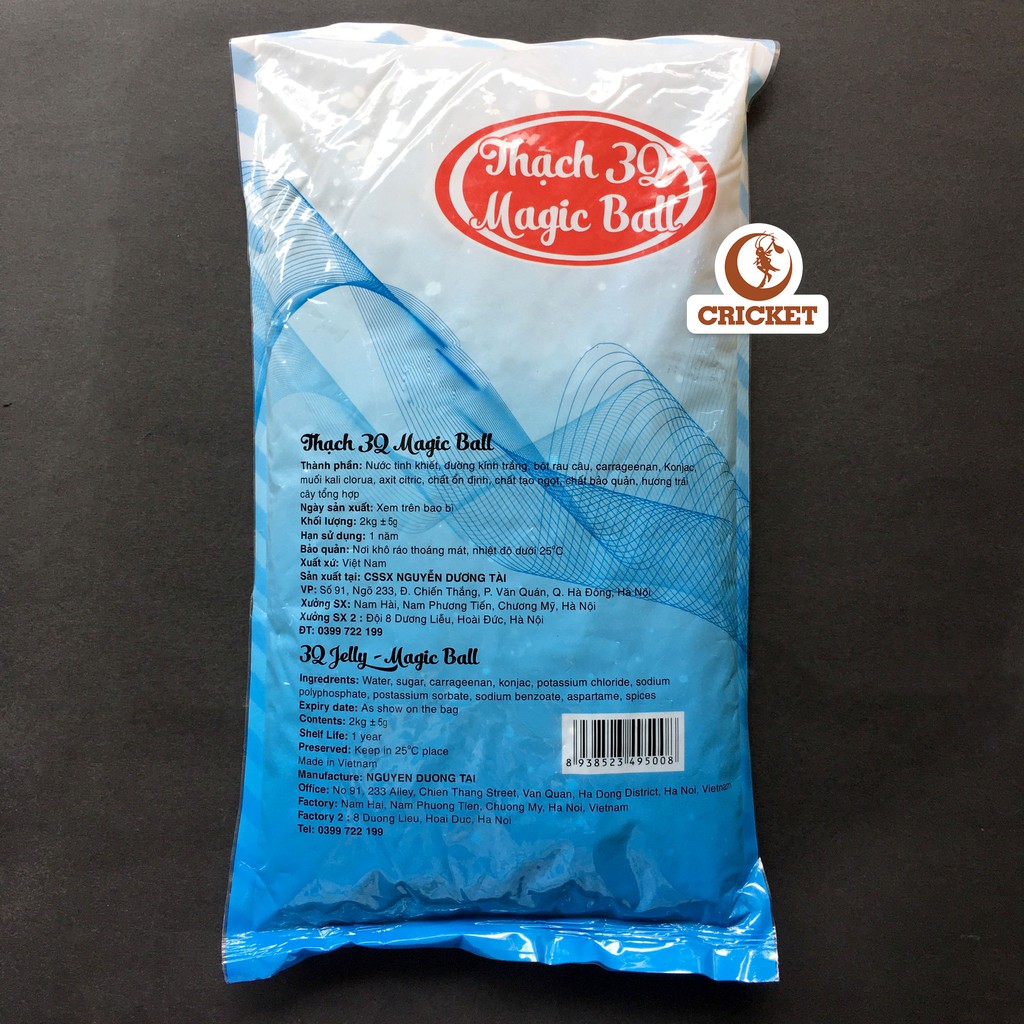 Thạch 3Q
Magic Ball
CRICKET
Thạch 3Q Magic Ball
Thành phần: Nước tinh khiết, đường kính trắng, bột rau câu, carrageenan, Konjac,
muối kali clorua, axit citric, chất ổn định, chất tạo ngọt, chất bảo quản, hương trái
cây tổng hợp
Ngày sản xuất: Xem trên bao bì
Khối lượng: 2kg ± 5g
Hạn sử dụng: 1 năm
Bảo quản: Nơi khô ráo thoáng mát, nhiệt độ dưới 25°C
Xuất xứ: Việt Nam
Sản xuất tại: CSSX NGUYỄN DƯƠNG TÀI
VP: Số 91, Ngõ 233, Đ. Chiến Thắng, P. Văn Quán, Q. Hà Đông, Hà Nội
Xưởng SX: Nam Hài, Nam Phương Tiến, Chương Mỹ, Hà Nội
Xưởng SX 2 : Đội 8 Dương Liễu, Hoài Đức, Hà Nội
ĐT: 0399 722 199
3Q Jelly - Magic Ball
Ingredrents: Water, sugar, carrageenan, konjac, potassium chloride, sodium
polyphosphate, postassium sorbate, sodium benzoate, aspartame, spices
Expiry date: As show on the bag
Contents: 2kg ± 5g
Shelf Life: 1 year
Preserved: Keep in 25°C place
Made in Vietnam
Manufacture: NGUYEN DUONG TAI
Office: No 91, 233 Alley, Chien Thang Street, Van Quan, Ha Dong District, Ha Noi, Vietnam
Factory: Nam Hai, Nam Phuong Tien, Chuong My, Ha Noi, Vietnam
Factory 2 : 8 Duong Lieu, Hoai Duc, Ha Noi
Tel: 0399 722 199
8 938523 495008